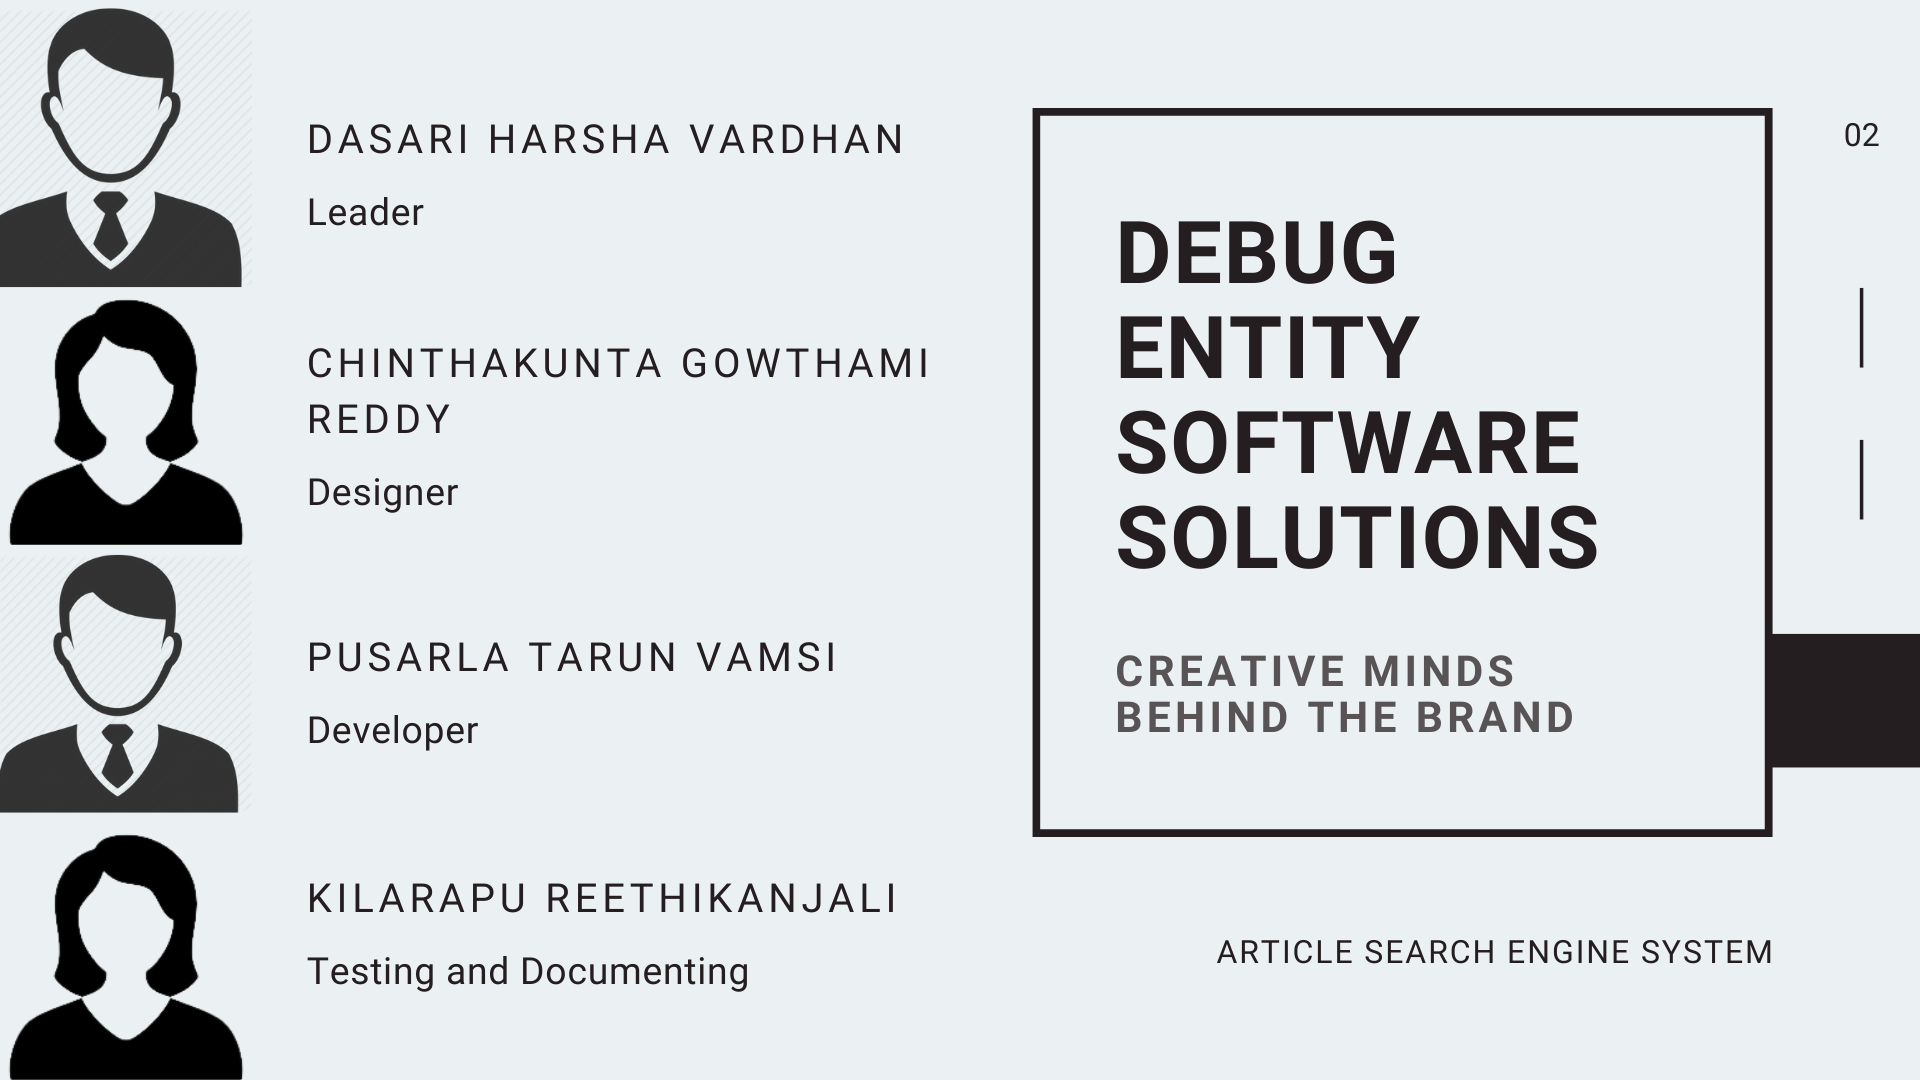 DASARI HARSHA VARDHAN
Leader
CHINTHAKUNTA GOWTHAMI
REDDY
Designer
PUSARLA TARUN VAMSI
Developer
KILARAPU REETHIKANJALI
Testing and Documenting
02
DEBUG
ENTITY
SOFTWARE
SOLUTIONS
CREATIVE MINDS
BEHIND THE BRAND
ARTICLE SEARCH ENGINE SYSTEM